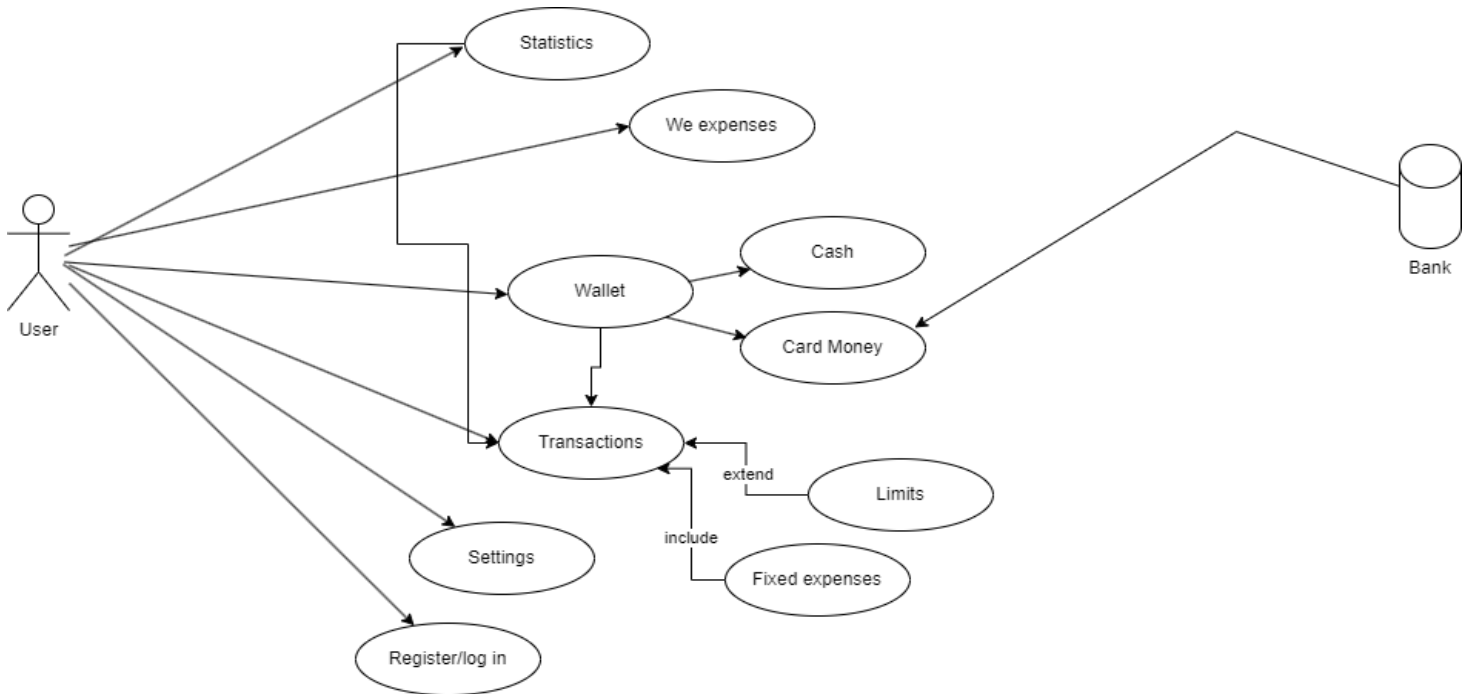 Statistics
We expenses
Cash
Bank
Wallet
User
Card Money
Transactions
extend
Limits
include
Settings
Fixed expenses
Register/log in